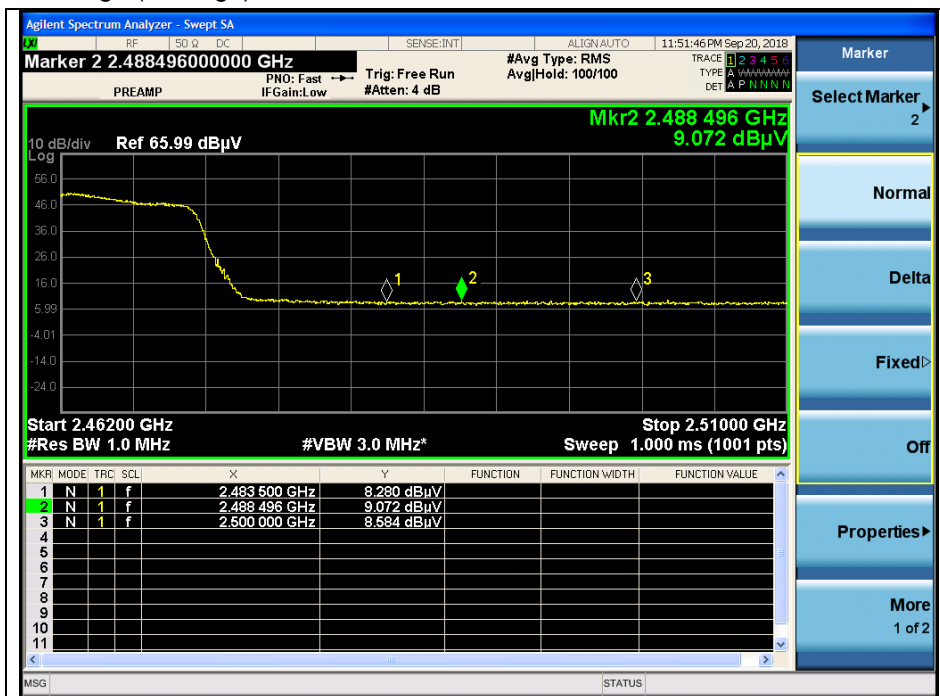 Agilent Spectrum Analyzer - Swept SA
LXI RF 50 Ω DC SENSE:INT ALIGN AUTO 11:51:46 PM Sep 20, 2018
Marker 2 2.488496000000 GHz
PREAMP
PNO: Fast
IFGain:Low
Trig: Free Run
#Atten: 4 dB
#Avg Type: RMS
Avg|Hold: 100/100
TRACE 1 2 3 4 5 6
TYPE A WWWWW
DET A P N N N N
Mkr2 2.488 496 GHz
9.072 dBµV
10 dB/div Ref 65.99 dBµV
Log
56.0
46.0
36.0
26.0
16.0
5.99
-4.01
-14.0
-24.0
1
2
3
Start 2.46200 GHz Stop 2.51000 GHz
#Res BW 1.0 MHz #VBW 3.0 MHz* Sweep 1.000 ms (1001 pts)
MKR MODE TRC SCL X Y FUNCTION FUNCTION WIDTH FUNCTION VALUE
1 N 1 f 2.483 500 GHz 8.280 dBµV
2 N 1 f 2.488 496 GHz 9.072 dBµV
3 N 1 f 2.500 000 GHz 8.584 dBµV
4
5
6
7
8
9
10
11
MSG STATUS
Marker
Select Marker
2
Normal
Delta
Fixed
Off
Properties
More
1 of 2